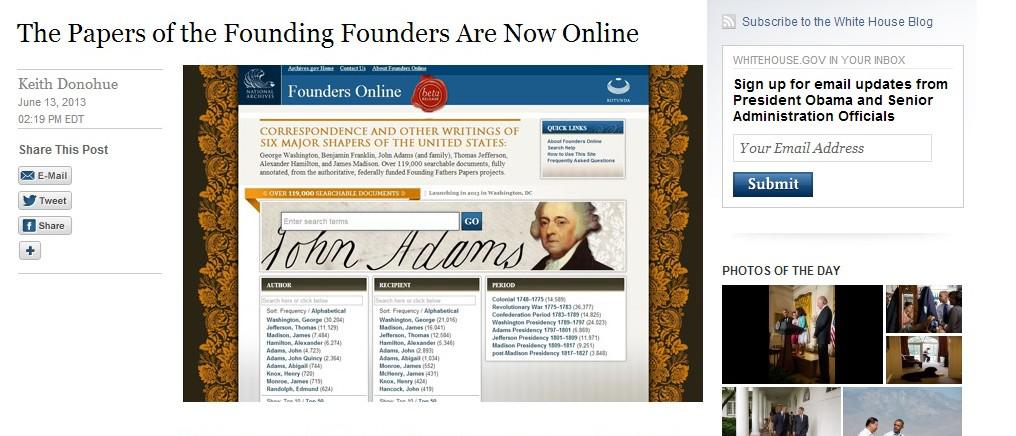 The Papers of the Founding Founders Are Now Online
Keith Donohue
June 13, 2013
02:19 PM EDT
Share This Post
E-Mail
Tweet
Share
Archives.gov Home Contact Us About Founders Online
NATIONAL
ARCHIVES
Founders Online
beta
RELEASE
ROTUNDA
CORRESPONDENCE AND OTHER WRITINGS OF
SIX MAJOR SHAPERS OF THE UNITED STATES:
George Washington, Benjamin Franklin, John Adams (and family), Thomas Jefferson,
Alexander Hamilton, and James Madison. Over 119,000 searchable documents, fully
annotated, from the authoritative, federally funded Founding Fathers Papers projects.
QUICK LINKS
About Founders Online
Search Help
How to Use This Site
Frequently Asked Questions
OVER 119,000 SEARCHABLE DOCUMENTS
Launching in 2013 in Washington, DC
Enter search terms
GO
John Adams
AUTHOR
Search here or click below
Sort: Frequency / Alphabetical
Washington, George (30,204)
Jefferson, Thomas (11,129)
Madison, James (7,484)
Hamilton, Alexander (6,274)
Adams, John (4,723)
Adams, John Quincy (2,364)
Adams, Abigail (744)
Knox, Henry (720)
Monroe, James (719)
Randolph, Edmund (624)
Show: Top 10 / Top 50
RECIPIENT
Search here or click below
Sort: Frequency / Alphabetical
Washington, George (21,016)
Madison, James (16,041)
Jefferson, Thomas (12,584)
Hamilton, Alexander (5,346)
Adams, John (2,893)
Adams, Abigail (1,034)
Monroe, James (552)
McHenry, James (431)
Knox, Henry (424)
Hancock, John (419)
Show: Top 10 / Top 50
PERIOD
Colonial 1748–1775 (14,589)
Revolutionary War 1775–1783 (36,377)
Confederation Period 1783–1789 (14,825)
Washington Presidency 1789–1797 (24,023)
Adams Presidency 1797–1801 (6,869)
Jefferson Presidency 1801–1809 (11,971)
Madison Presidency 1809–1817 (9,251)
post-Madison Presidency 1817–1827 (3,848)
Subscribe to the White House Blog
WHITEHOUSE.GOV IN YOUR INBOX
Sign up for email updates from
President Obama and Senior
Administration Officials
Your Email Address
Submit
PHOTOS OF THE DAY